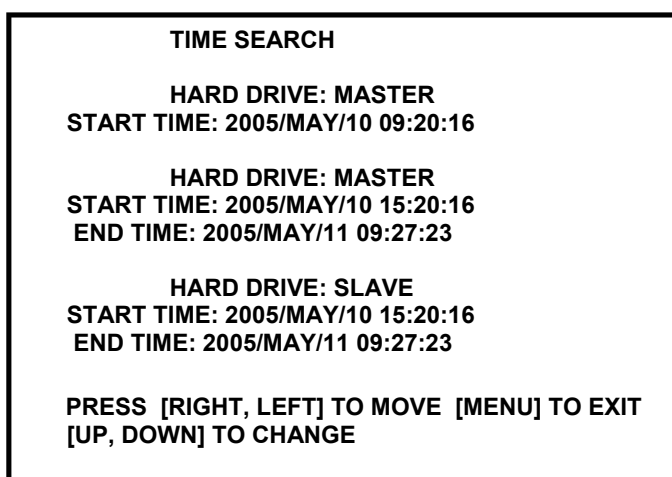 TIME SEARCH
HARD DRIVE: MASTER
START TIME: 2005/MAY/10 09:20:16
HARD DRIVE: MASTER
START TIME: 2005/MAY/10 15:20:16
END TIME: 2005/MAY/11 09:27:23
HARD DRIVE: SLAVE
START TIME: 2005/MAY/10 15:20:16
END TIME: 2005/MAY/11 09:27:23
PRESS [RIGHT, LEFT] TO MOVE [MENU] TO EXIT
[UP, DOWN] TO CHANGE